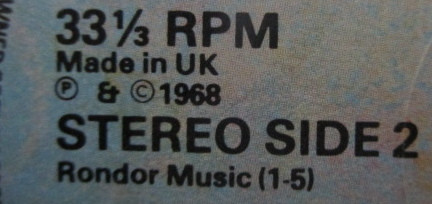 33⅓ RPM
Made in UK
Ⓟ & ©1968
STEREO SIDE 2
Rondor Music (1-5)